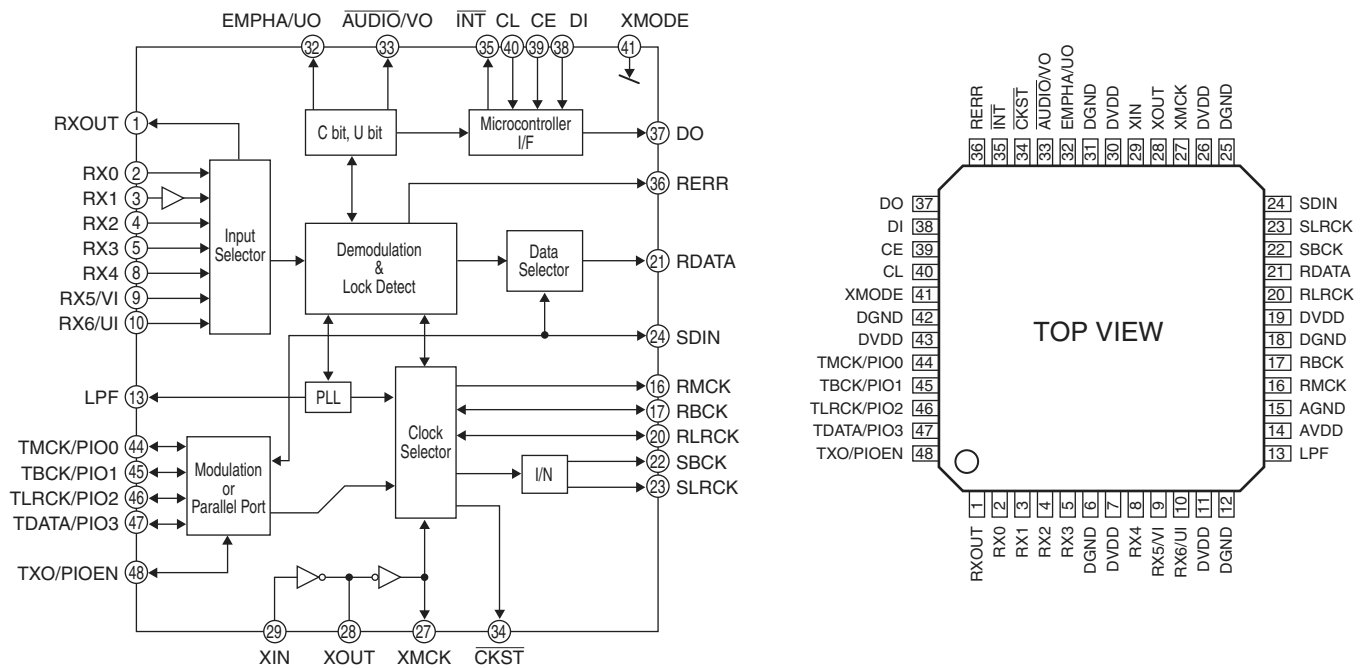 EMPHA/UO
AUDIO/VO
INT
CL
CE
DI
XMODE
32
33
35
40
39
38
41
RXOUT
1
C bit, U bit
Microcontroller
I/F
37
DO
RX0
2
36
RERR
RX1
3
RX2
4
RX3
5
Input
Selector
Demodulation
&
Lock Detect
Data
Selector
21
RDATA
RX4
8
RX5/VI
9
RX6/UI
10
24
SDIN
LPF
13
PLL
Clock
Selector
16
RMCK
17
RBCK
20
RLRCK
TMCK/PIO0
44
TBCK/PIO1
45
TLRCK/PIO2
46
TDATA/PIO3
47
Modulation
or
Parallel Port
I/N
22
SBCK
23
SLRCK
TXO/PIOEN
48
29
28
27
34
XIN
XOUT
XMCK
CKST
RERR
INT
CKST
AUDIO/VO
EMPHA/UO
DGND
DVDD
XIN
XOUT
XMCK
DVDD
DGND
36
35
34
33
32
31
30
29
28
27
26
25
DO 37
DI 38
CE 39
CL 40
XMODE 41
DGND 42
DVDD 43
TMCK/PIO0 44
TBCK/PIO1 45
TLRCK/PIO2 46
TDATA/PIO3 47
TXO/PIOEN 48
TOP VIEW
24 SDIN
23 SLRCK
22 SBCK
21 RDATA
20 RLRCK
19 DVDD
18 DGND
17 RBCK
16 RMCK
15 AGND
14 AVDD
13 LPF
1
2
3
4
5
6
7
8
9
10
11
12
RXOUT
RX0
RX1
RX2
RX3
DGND
DVDD
RX4
RX5/VI
RX6/UI
DVDD
DGND